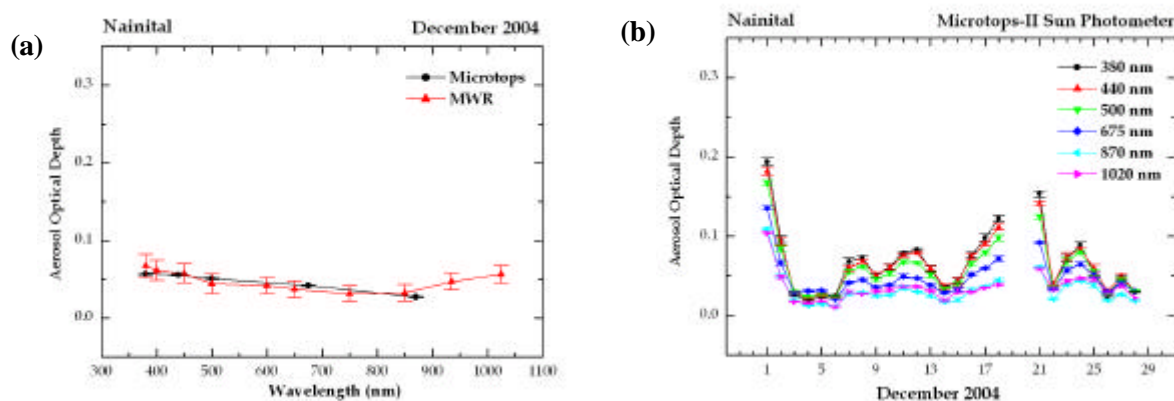 (a)
Nainital December 2004
Aerosol Optical Depth
0.3
0.2
0.1
0.0
Microtops
MWR
300 400 500 600 700 800 900 1000 1100
Wavelength (nm)
(b)
Nainital Microtops-II Sun Photometer
Aerosol Optical Depth
0.3
0.2
0.1
0.0
380 nm
440 nm
500 nm
675 nm
870 nm
1020 nm
1 5 9 13 17 21 25 29
December 2004